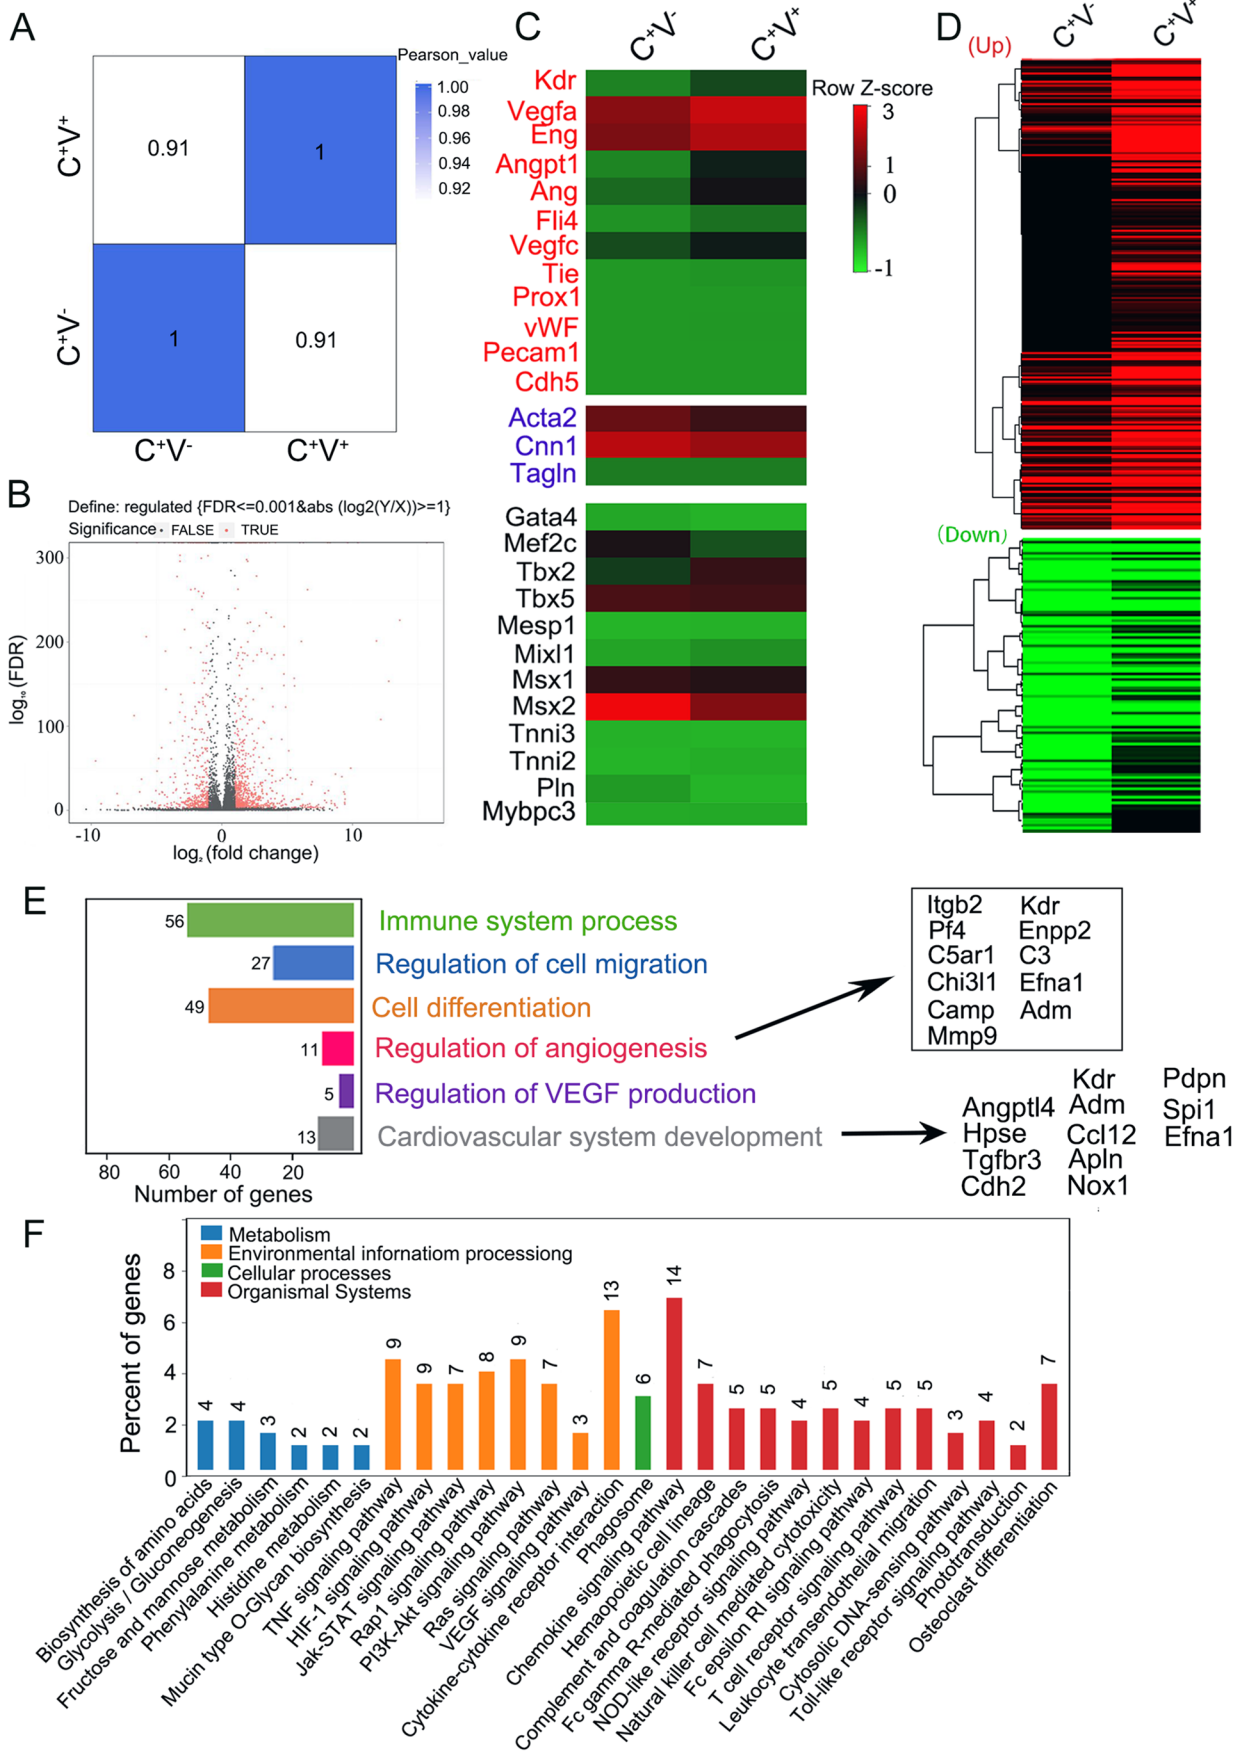 A
Pearson_value
1.00
0.98
0.96
0.94
0.92
C⁺V⁺
0.91
1
C⁺V⁻
1
0.91
C⁺V⁻
C⁺V⁺
B
Define: regulated {FDR<=0.001&abs (log2(Y/X))>=1}
Significance FALSE TRUE
300
200
100
0
log₁₀ (FDR)
-10
0
10
log₂ (fold change)
C
C⁺V⁻
C⁺V⁺
Kdr
Vegfa
Eng
Angpt1
Ang
Fli4
Vegfc
Tie
Prox1
vWF
Pecam1
Cdh5
Acta2
Cnn1
Tagln
Gata4
Mef2c
Tbx2
Tbx5
Mesp1
Mixl1
Msx1
Msx2
Tnni3
Tnni2
Pln
Mybpc3
Row Z-score
3
1
0
-1
D
(Up)
C⁺V⁻
C⁺V⁺
(Down)
E
56
Immune system process
27
Regulation of cell migration
49
Cell differentiation
11
Regulation of angiogenesis
5
Regulation of VEGF production
13
Cardiovascular system development
80
60
40
20
Number of genes
Itgb2 Kdr
Pf4 Enpp2
C5ar1 C3
Chi3l1 Efna1
Camp Adm
Mmp9
Kdr Pdpn
Angptl4 Adm Spi1
Hpse Ccl12 Efna1
Tgfbr3 Apln
Cdh2 Nox1
F
Metabolism
Environmental infornatiom processiong
Cellular processes
Organismal Systems
Percent of genes
8
6
4
2
0
4
4
3
2
2
2
9
9
7
8
9
7
3
13
6
14
7
5
5
4
5
4
5
5
3
4
2
7
Biosynthesis of amino acids
Glycolysis / Gluconeogenesis
Fructose and mannose metabolism
Phenylalanine metabolism
Histidine metabolism
Mucin type O-Glycan biosynthesis
TNF signaling pathway
HIF-1 signaling pathway
Jak-STAT signaling pathway
Rap1 signaling pathway
PI3K-Akt signaling pathway
Ras signaling pathway
VEGF signaling pathway
Cytokine-cytokine receptor interaction
Phagosome
Chemokine signaling pathway
Hemaopoietic cell lineage
Complement and coagulation cascades
Fc gamma R-mediated phagocytosis
NOD-like receptor signaling pathway
Natural killer cell mediated cytotoxicity
Fc epsilon RI signaling pathway
T cell receptor signaling pathway
Leukocyte transendothelial migration
Cytosolic DNA-sensing pathway
Toll-like receptor signaling pathway
Phototransduction
Osteoclast differentiation